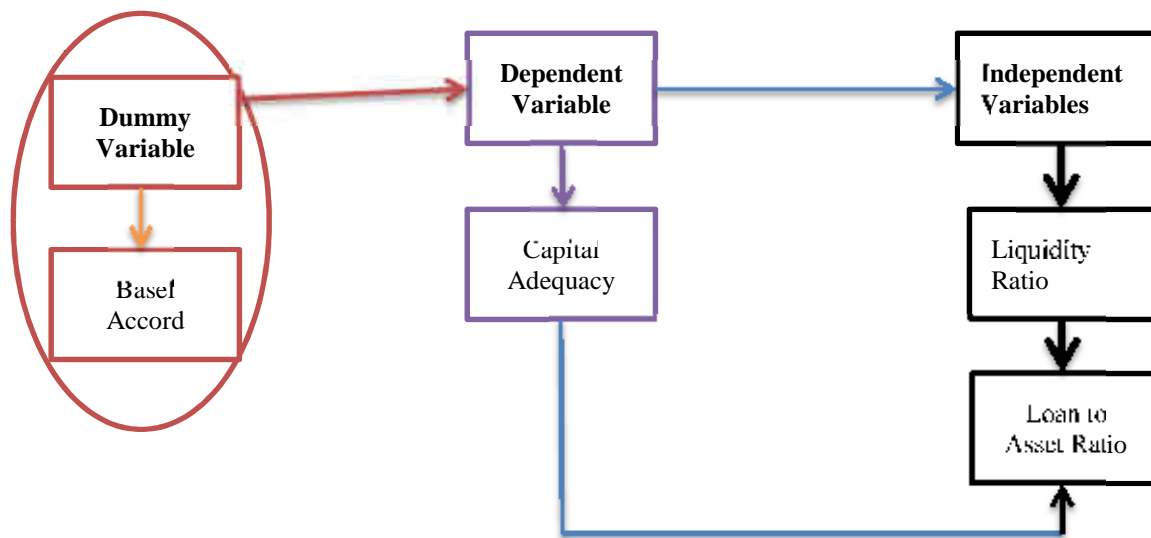 Dummy
Variable
Basel
Accord
Dependent
Variable
Capital
Adequacy
Independent
Variables
Liquidity
Ratio
Loan to
Asset Ratio